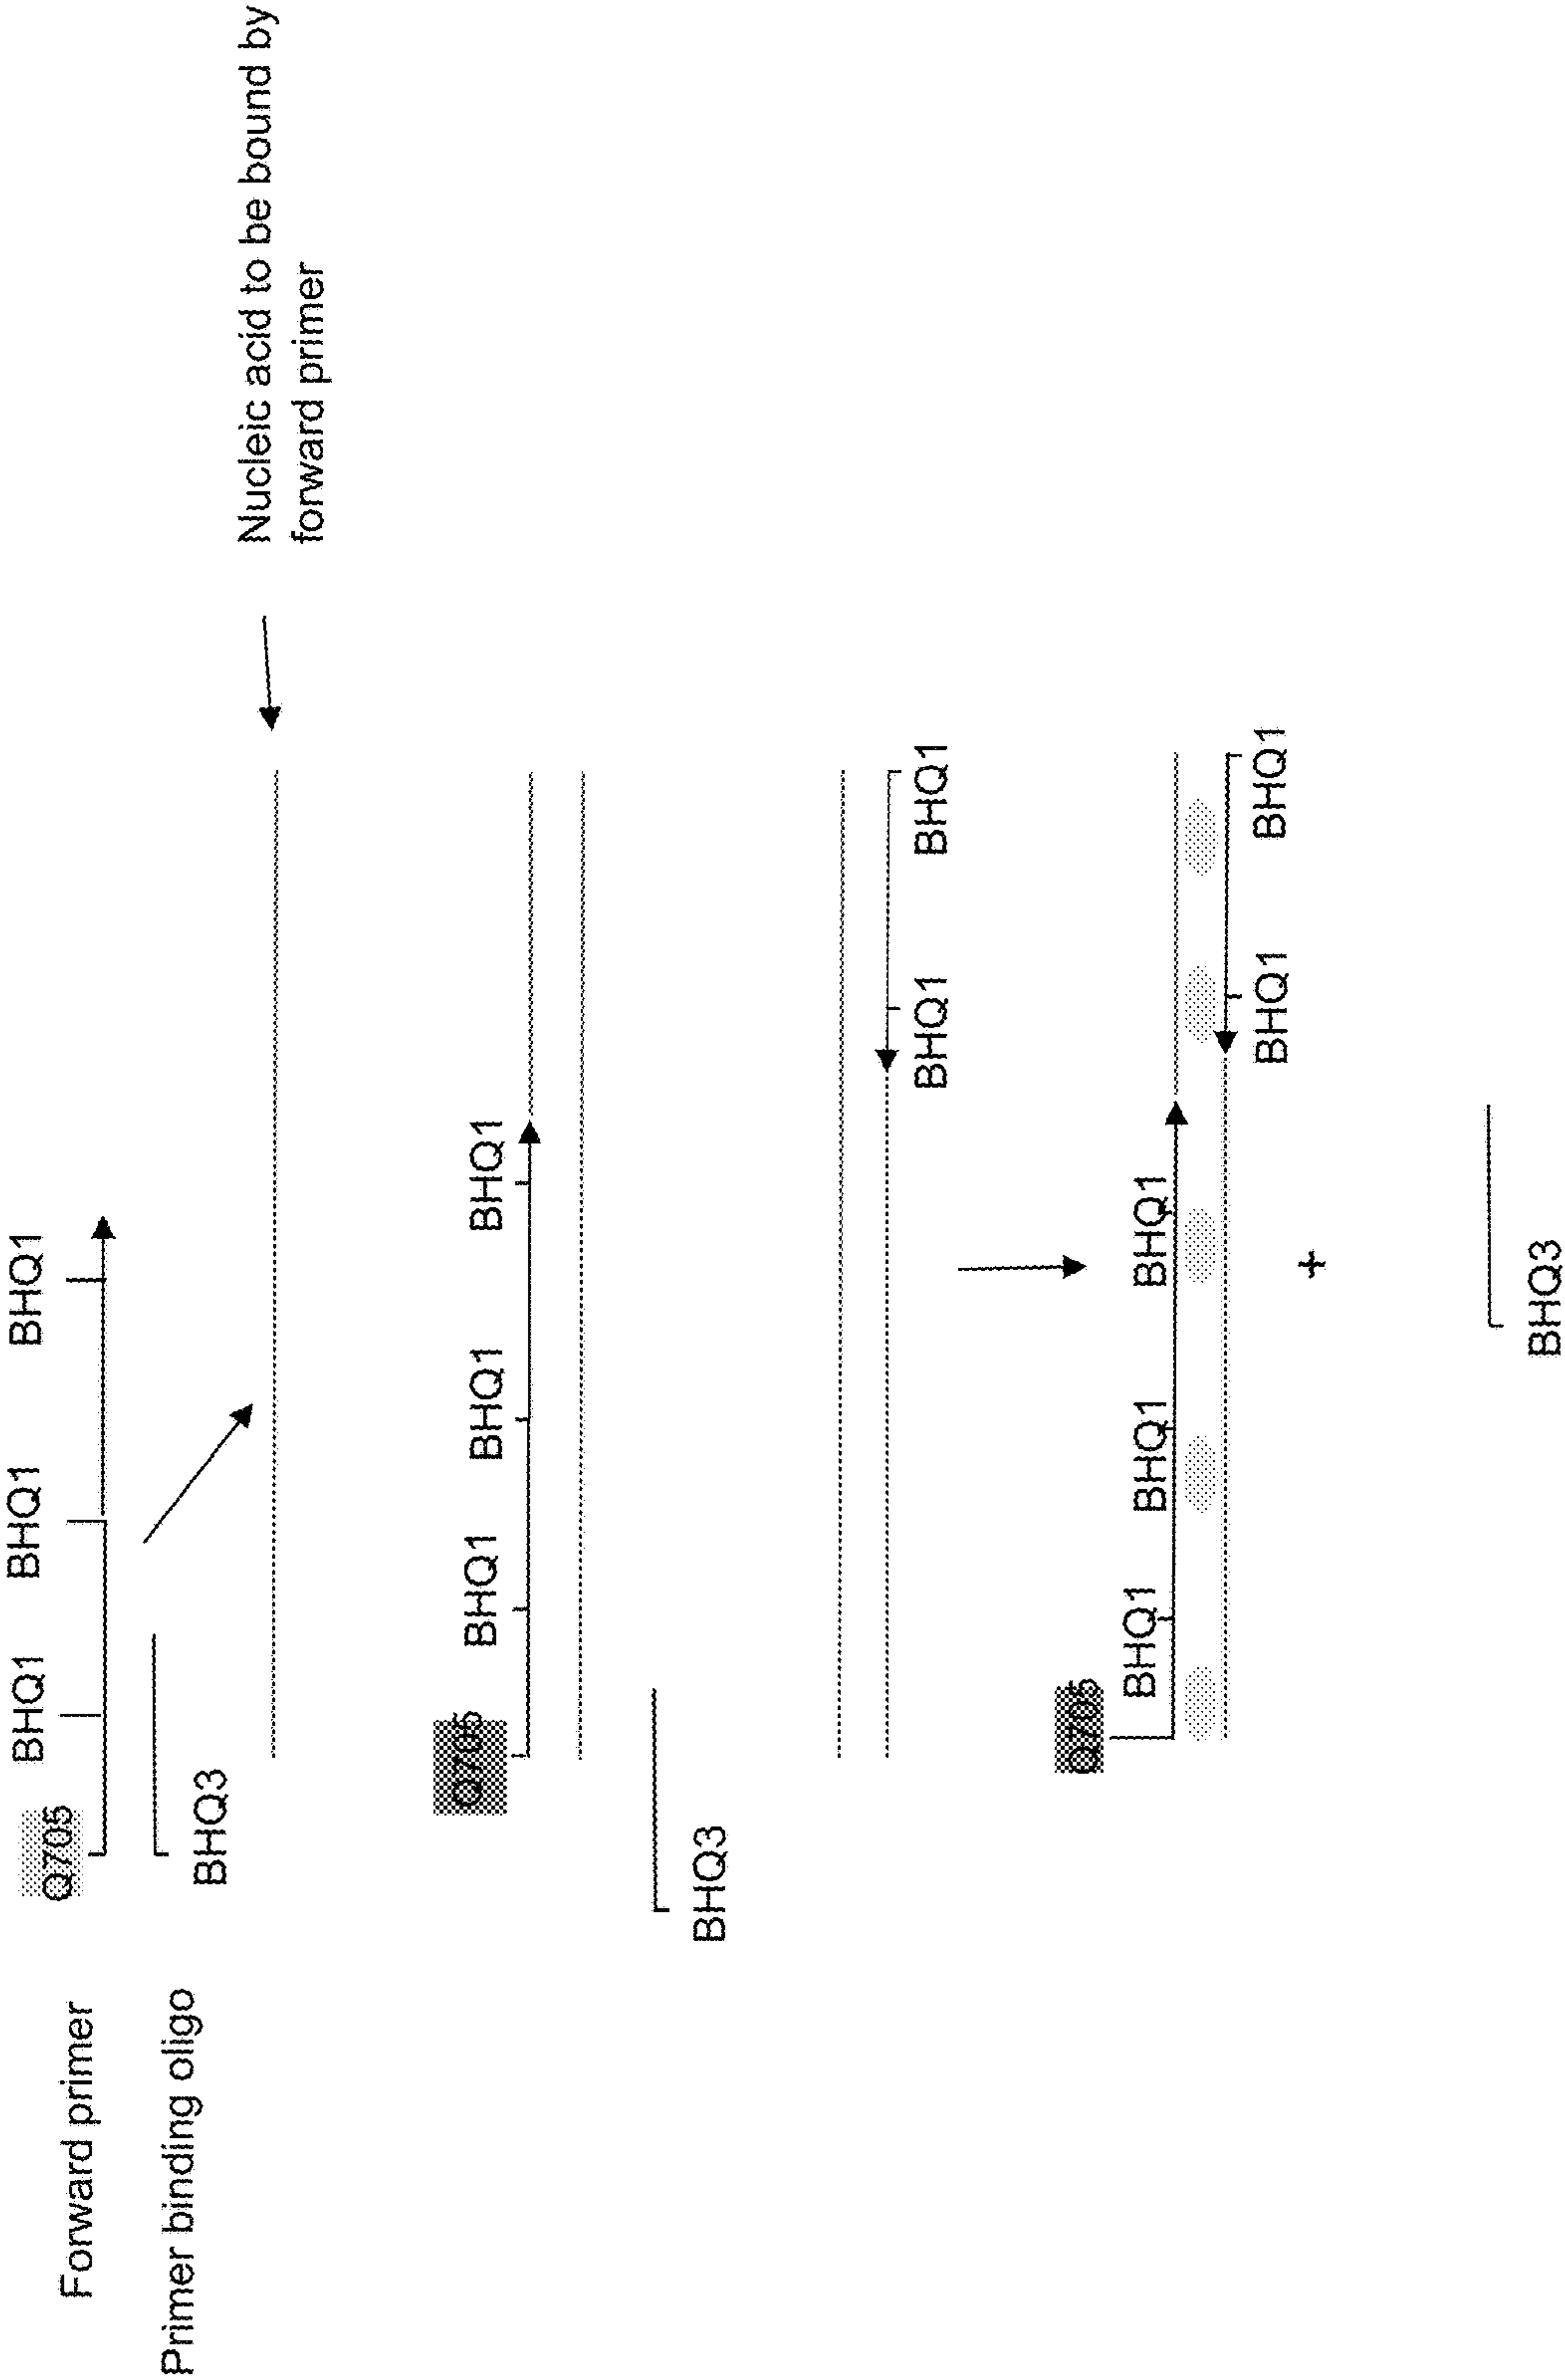 Forward primer
Q705
BHQ1
BHQ1
BHQ1
Primer binding oligo
BHQ3
Nucleic acid to be bound by
forward primer
Q705
BHQ1
BHQ1
BHQ1
BHQ3
BHQ1
BHQ1
Q705
BHQ1
BHQ1
BHQ1
BHQ1
BHQ1
+
BHQ3